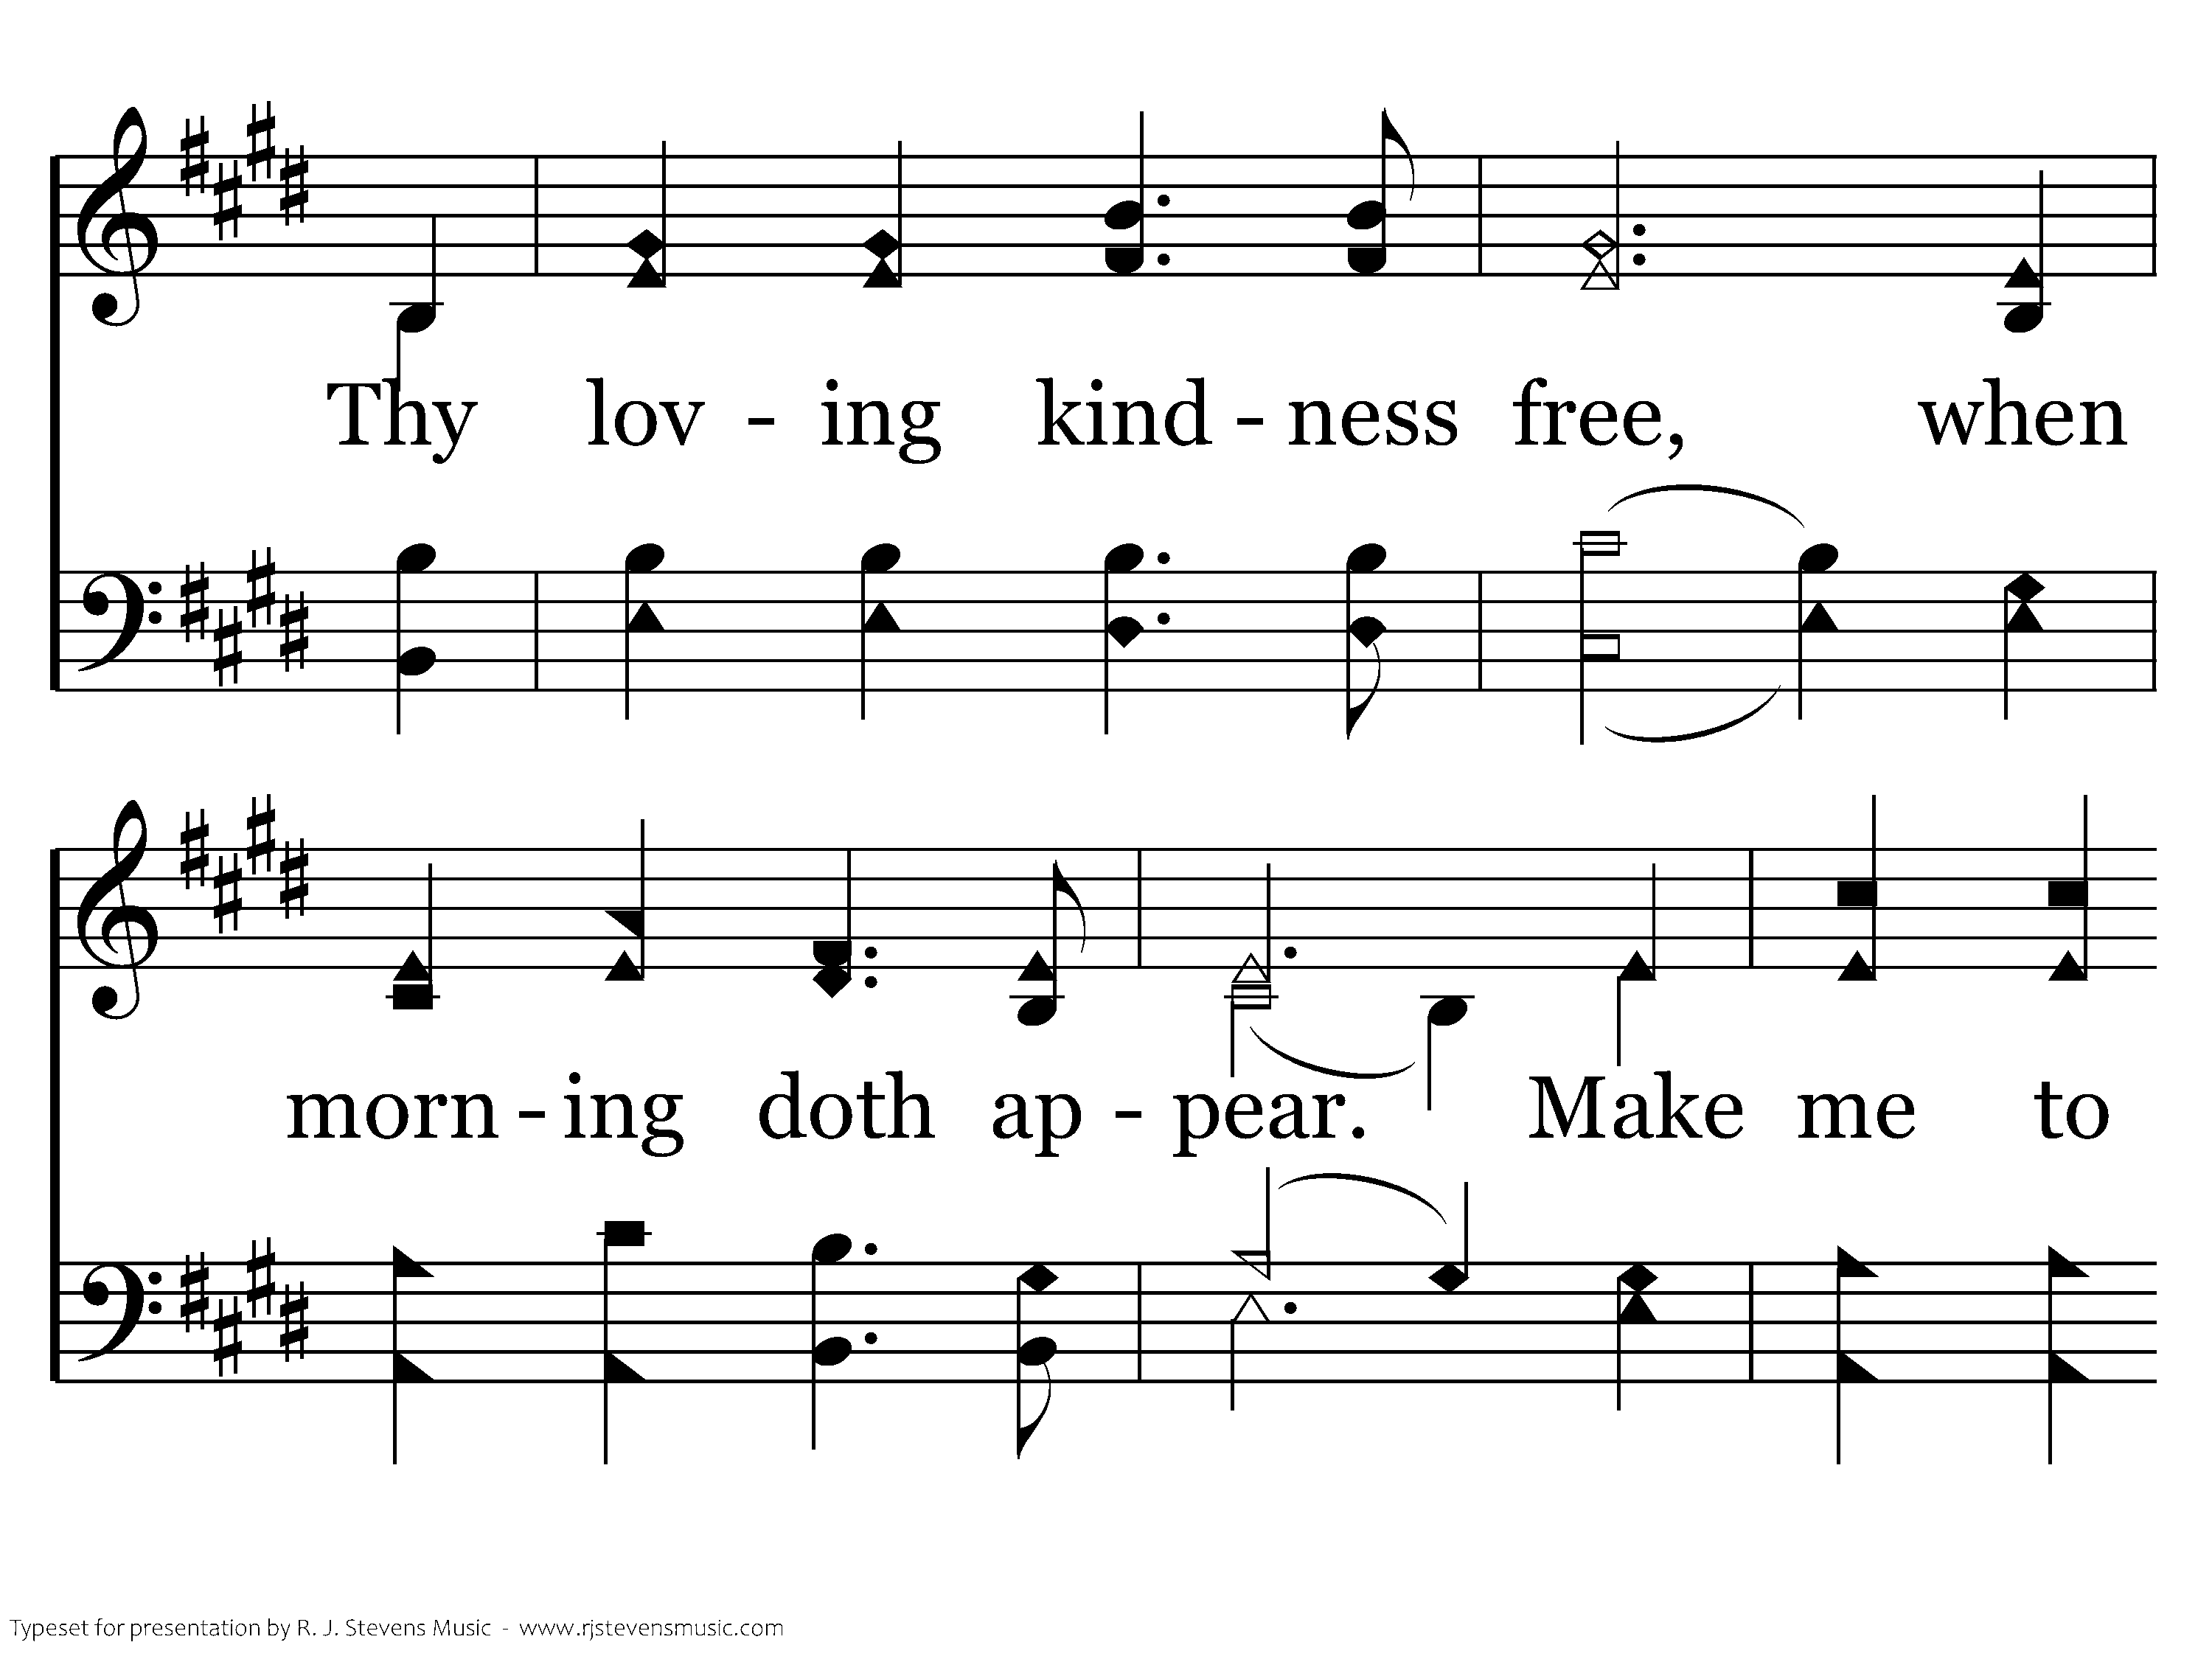 Thy lov - ing kind - ness free, when
morn - ing doth ap - pear. Make me to
Typeset for presentation by R. J. Stevens Music - www.rjstevensmusic.com